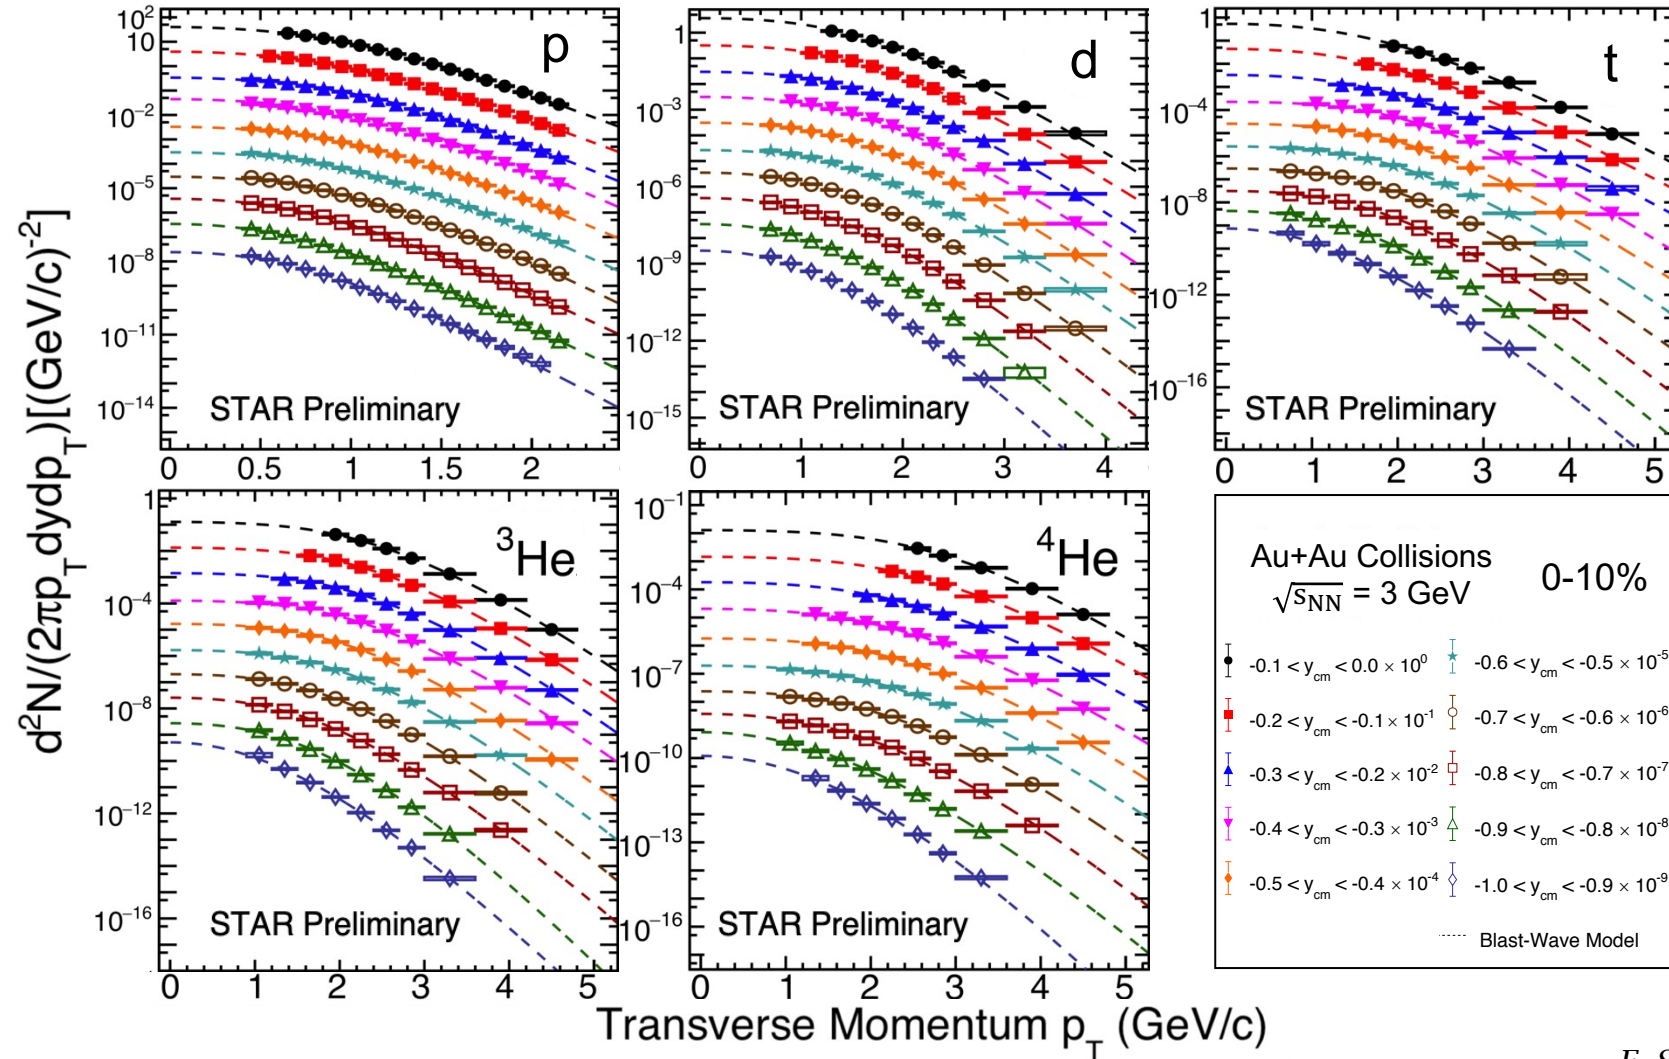 d²N/(2πp_T dydp_T)[(GeV/c)⁻²]
10²
10
10⁻²
10⁻⁵
10⁻⁸
10⁻¹¹
10⁻¹⁴
p
STAR Preliminary
0 0.5 1 1.5 2
1
10⁻³
10⁻⁶
10⁻⁹
10⁻¹²
10⁻¹⁵
d
STAR Preliminary
0 1 2 3 4
1
10⁻⁴
10⁻⁸
10⁻¹²
10⁻¹⁶
t
STAR Preliminary
0 1 2 3 4 5
1
10⁻⁴
10⁻⁸
10⁻¹²
10⁻¹⁶
³He
STAR Preliminary
0 1 2 3 4 5
10⁻¹
10⁻⁴
10⁻⁷
10⁻¹⁰
10⁻¹³
10⁻¹⁶
⁴He
STAR Preliminary
0 1 2 3 4 5
Transverse Momentum p_T (GeV/c)
Au+Au Collisions
√s_NN = 3 GeV
0-10%
-0.1 < y_cm < 0.0 × 10⁰
-0.2 < y_cm < -0.1 × 10⁻¹
-0.3 < y_cm < -0.2 × 10⁻²
-0.4 < y_cm < -0.3 × 10⁻³
-0.5 < y_cm < -0.4 × 10⁻⁴
-0.6 < y_cm < -0.5 × 10⁻⁵
-0.7 < y_cm < -0.6 × 10⁻⁶
-0.8 < y_cm < -0.7 × 10⁻⁷
-0.9 < y_cm < -0.8 × 10⁻⁸
-1.0 < y_cm < -0.9 × 10⁻⁹
Blast-Wave Model